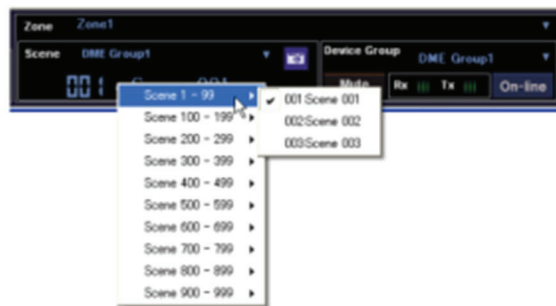 Zone Zone1
Scene DME Group1
Device Group DME Group1
001
Mute Rx Tx On-line
Scene 1 - 99
Scene 100 - 199
Scene 200 - 299
Scene 300 - 399
Scene 400 - 499
Scene 500 - 599
Scene 600 - 699
Scene 700 - 799
Scene 800 - 899
Scene 900 - 999
001:Scene 001
002:Scene 002
003:Scene 003